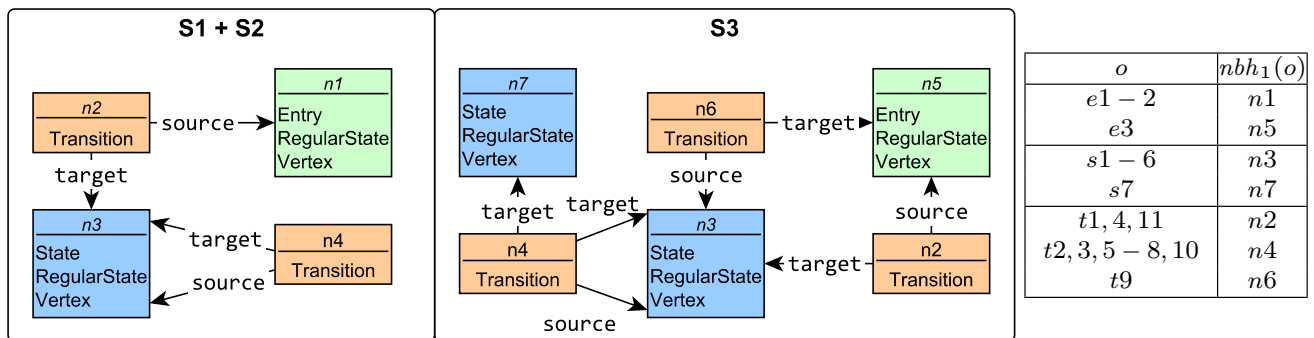 S1 + S2
n1
Entry
RegularState
Vertex
n2
Transition
source
target
n3
State
RegularState
Vertex
target
source
n4
Transition
S3
n7
State
RegularState
Vertex
n6
Transition
target
n5
Entry
RegularState
Vertex
source
target
target
source
n4
Transition
n3
State
RegularState
Vertex
target
n2
Transition
source
o nbh₁(o)
e1 − 2 n1
e3 n5
s1 − 6 n3
s7 n7
t1, 4, 11 n2
t2, 3, 5 − 8, 10 n4
t9 n6